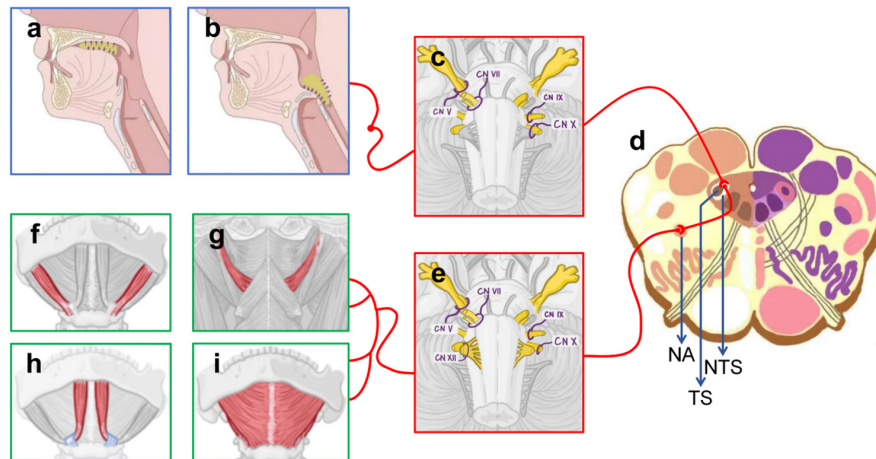 a
b
c
CN VII
CN V
CN IX
CN X
d
f
g
e
CN VII
CN V
CN IX
CN XII
CN X
h
i
NA
NTS
TS